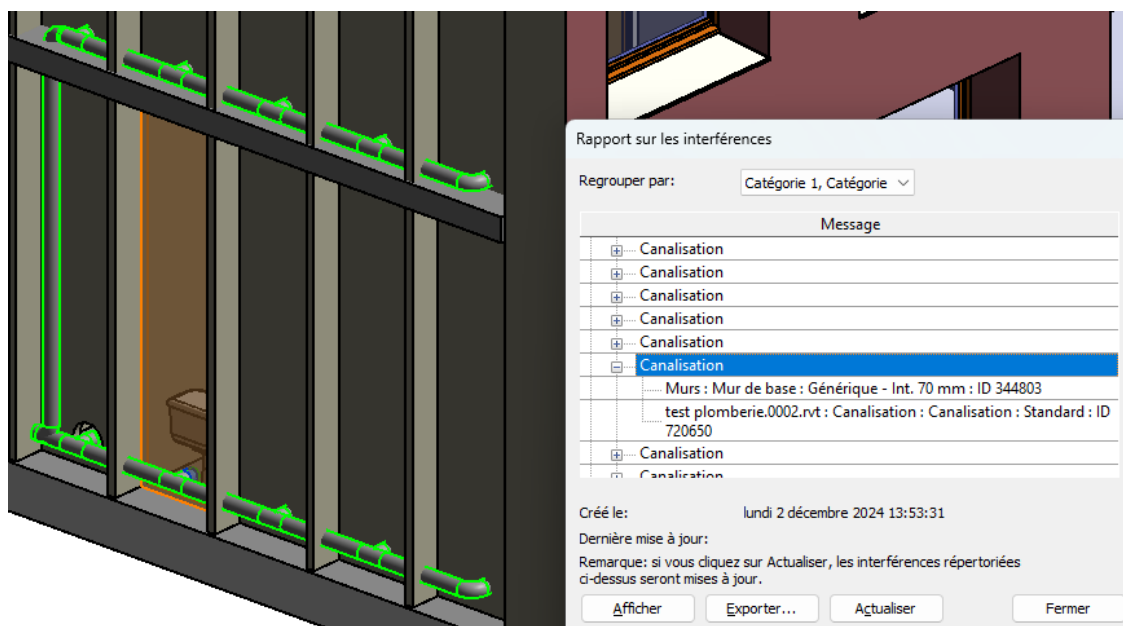 Rapport sur les interférences
Regrouper par:
Catégorie 1, Catégorie
Message
Canalisation
Canalisation
Canalisation
Canalisation
Canalisation
Canalisation
Murs : Mur de base : Générique - Int. 70 mm : ID 344803
test plomberie.0002.rvt : Canalisation : Canalisation : Standard : ID
720650
Canalisation
Canalisation
Créé le:
lundi 2 décembre 2024 13:53:31
Dernière mise à jour:
Remarque: si vous cliquez sur Actualiser, les interférences répertoriées
ci-dessus seront mises à jour.
Afficher
Exporter...
Actualiser
Fermer